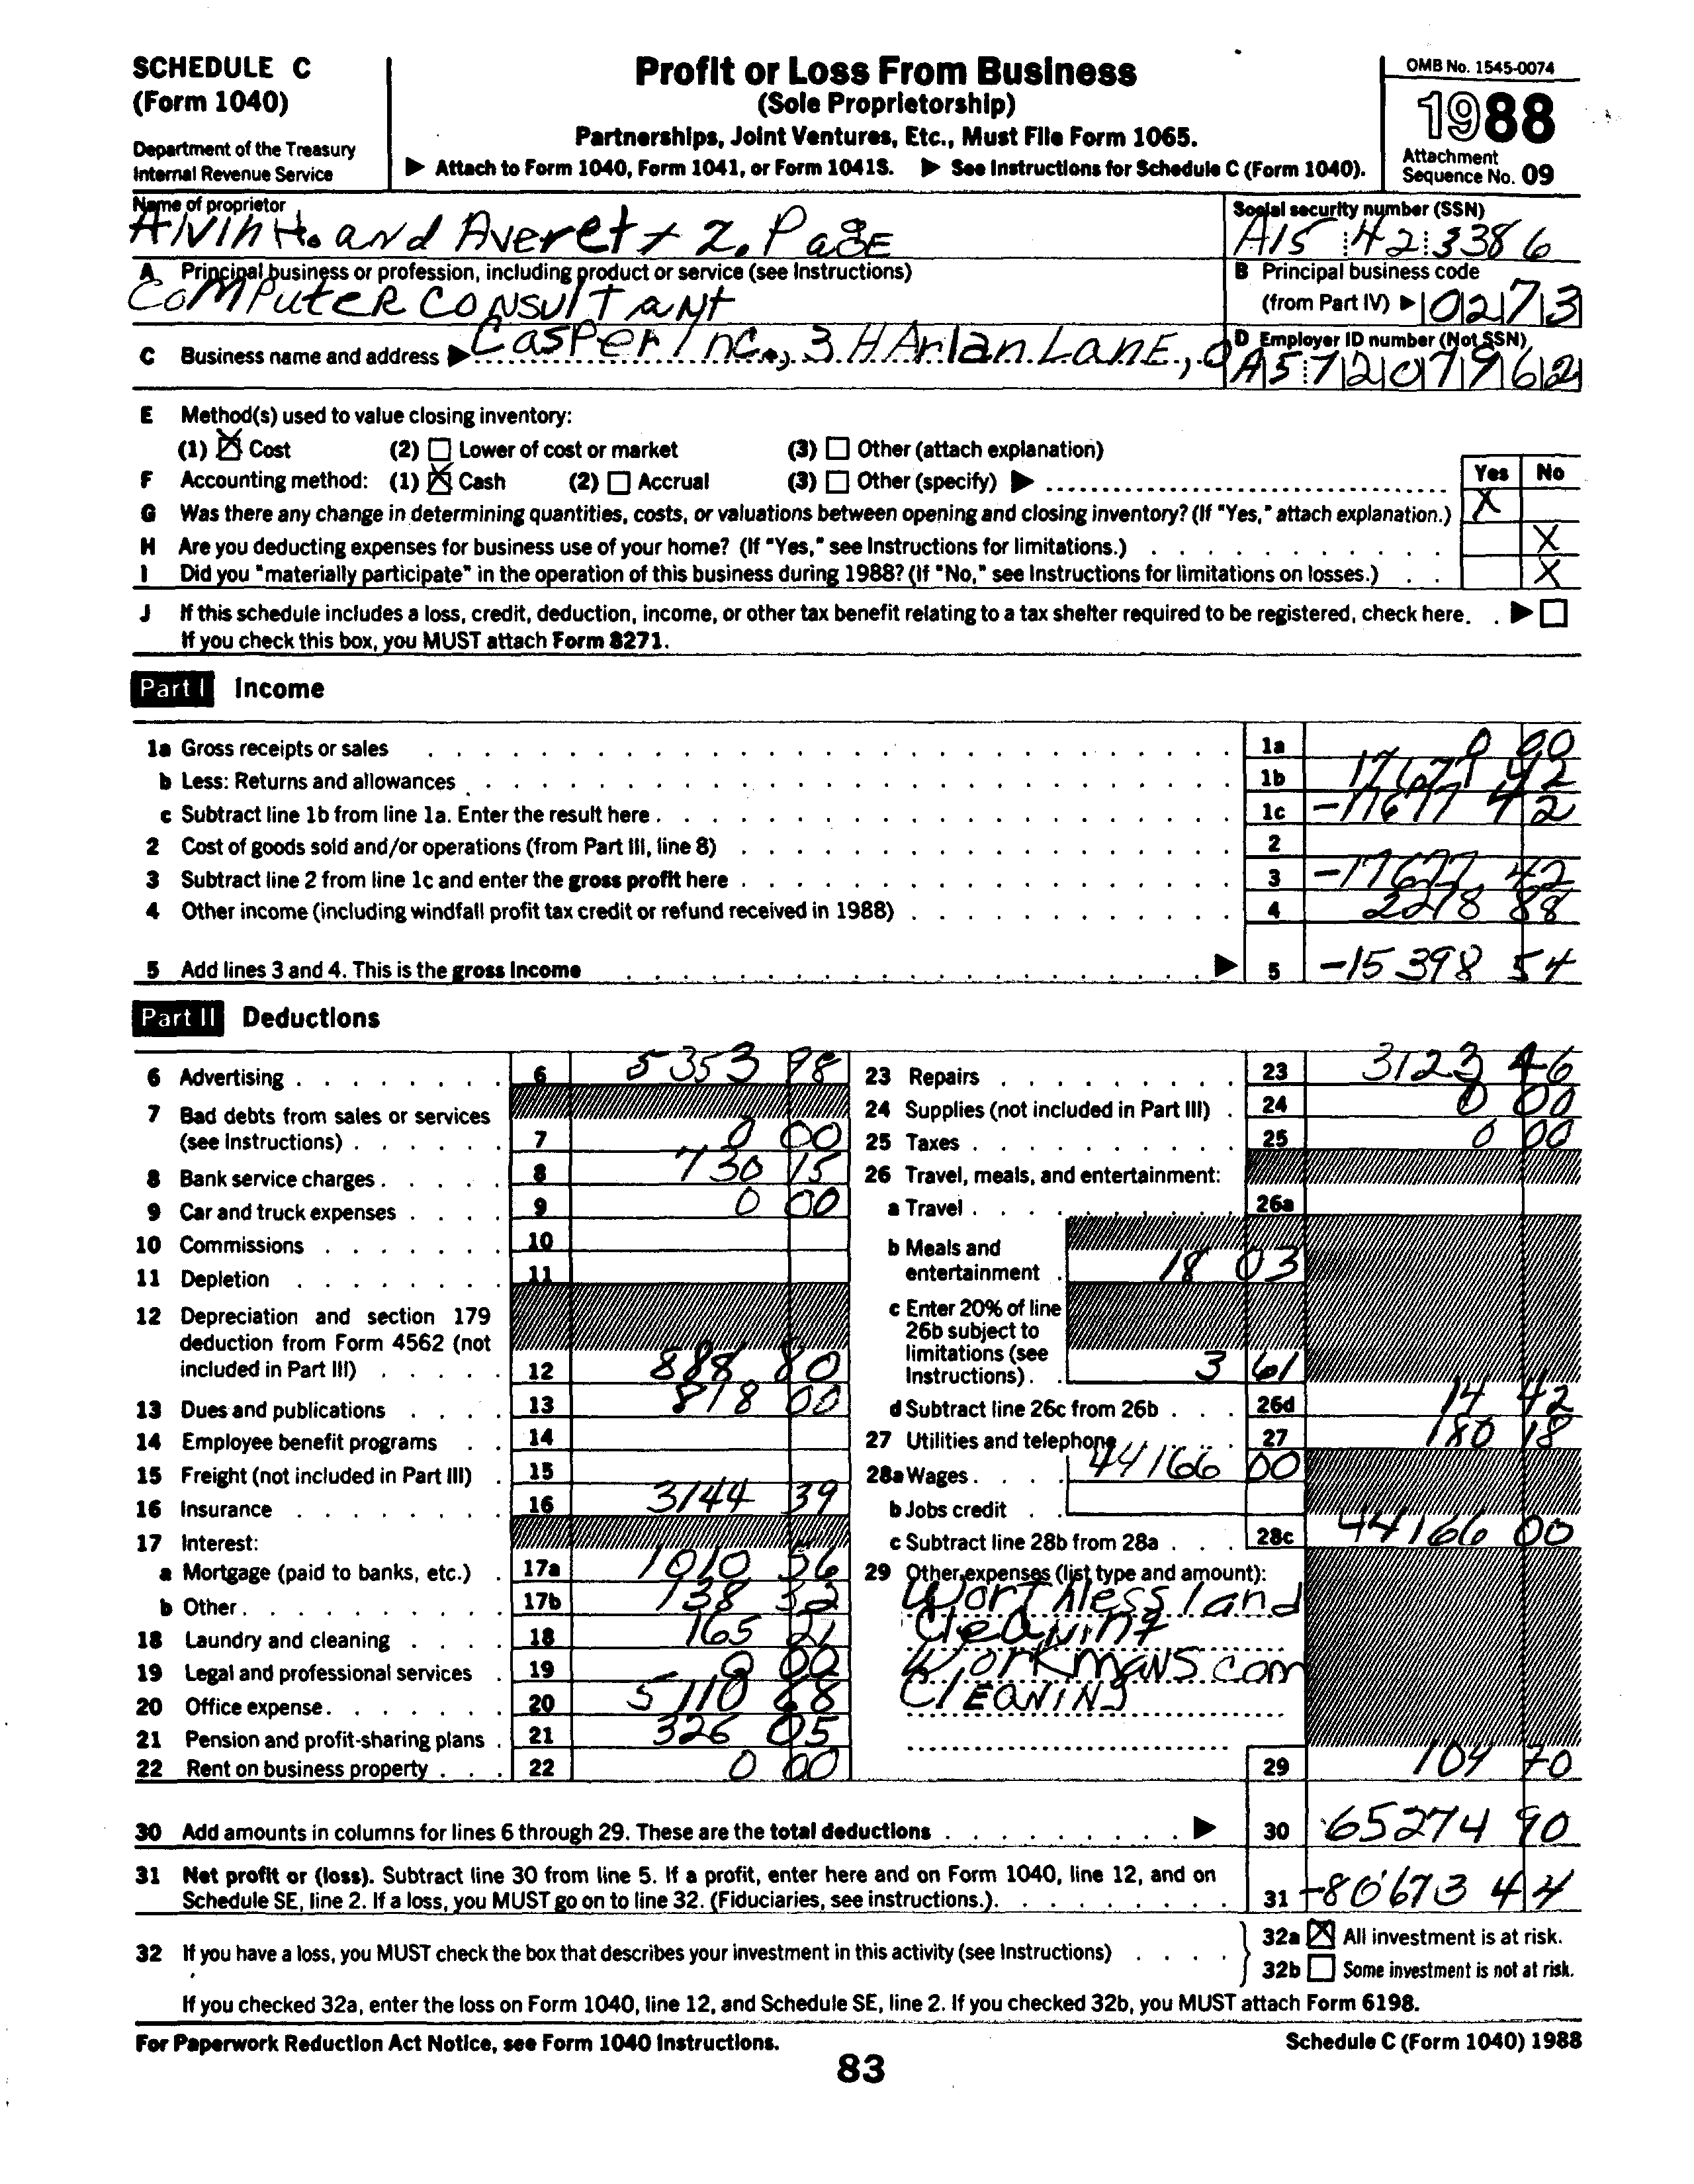 SCHEDULE C
(Form 1040)
Department of the Treasury
Internal Revenue Service
Profit or Loss From Business
(Sole Proprietorship)
Partnerships, Joint Ventures, Etc., Must File Form 1065.
▶ Attach to Form 1040, Form 1041, or Form 1041S. ▶ See Instructions for Schedule C (Form 1040).
OMB No. 1545-0074
1988
Attachment
Sequence No. 09
Name of proprietor
Alvin H. and Averett Z. Page
Social security number (SSN)
A15 42 3386
A Principal business or profession, including product or service (see Instructions)
Computer Consultant
B Principal business code
(from Part IV) ▶ 0273
C Business name and address ▶ Casper Inc., 3 Harlan Lane,
D Employer ID number (Not SSN)
A57207962
E Method(s) used to value closing inventory:
(1) ☒ Cost (2) ☐ Lower of cost or market (3) ☐ Other (attach explanation)
F Accounting method: (1) ☒ Cash (2) ☐ Accrual (3) ☐ Other (specify) ▶
Yes No
G Was there any change in determining quantities, costs, or valuations between opening and closing inventory? (If "Yes," attach explanation.) X
H Are you deducting expenses for business use of your home? (If "Yes," see Instructions for limitations.) X
I Did you "materially participate" in the operation of this business during 1988? (If "No," see Instructions for limitations on losses.) X
J If this schedule includes a loss, credit, deduction, income, or other tax benefit relating to a tax shelter required to be registered, check here. ▶ ☐
If you check this box, you MUST attach Form 8271.
Part I Income
1a Gross receipts or sales 1a 0 00
b Less: Returns and allowances 1b 17677 42
c Subtract line 1b from line 1a. Enter the result here 1c -17677 42
2 Cost of goods sold and/or operations (from Part III, line 8) 2
3 Subtract line 2 from line 1c and enter the gross profit here 3 -17677 42
4 Other income (including windfall profit tax credit or refund received in 1988) 4 2278 88
5 Add lines 3 and 4. This is the gross income ▶ 5 -15398 54
Part II Deductions
6 Advertising 6 5353 98
7 Bad debts from sales or services
(see Instructions) 7 0 00
8 Bank service charges 8 730 15
9 Car and truck expenses 9 0 00
10 Commissions 10
11 Depletion 11
12 Depreciation and section 179
deduction from Form 4562 (not
included in Part III) 12 888 80
13 Dues and publications 13 818 00
14 Employee benefit programs 14
15 Freight (not included in Part III) 15
16 Insurance 16 3144 39
17 Interest:
a Mortgage (paid to banks, etc.) 17a 1010 56
b Other 17b 138 32
18 Laundry and cleaning 18 165 21
19 Legal and professional services 19 0 00
20 Office expense 20 5110 88
21 Pension and profit-sharing plans 21 326 05
22 Rent on business property 22 0 00
23 Repairs 23 3123 46
24 Supplies (not included in Part III) 24 0 00
25 Taxes 25 0 00
26 Travel, meals, and entertainment:
a Travel 26a
b Meals and
entertainment 18 03
c Enter 20% of line
26b subject to
limitations (see
Instructions) 3 61
d Subtract line 26c from 26b 26d 14 42
27 Utilities and telephone 27 180 18
28a Wages 44166 00
b Jobs credit
c Subtract line 28b from 28a 28c 44166 00
29 Other expenses (list type and amount):
Worthless land
Cleaning
Workmans com
Cleaning
29 104 70
30 Add amounts in columns for lines 6 through 29. These are the total deductions ▶ 30 65274 90
31 Net profit or (loss). Subtract line 30 from line 5. If a profit, enter here and on Form 1040, line 12, and on
Schedule SE, line 2. If a loss, you MUST go on to line 32. (Fiduciaries, see instructions.) 31 -80673 44
32 If you have a loss, you MUST check the box that describes your investment in this activity (see Instructions)
32a ☒ All investment is at risk.
32b ☐ Some investment is not at risk.
If you checked 32a, enter the loss on Form 1040, line 12, and Schedule SE, line 2. If you checked 32b, you MUST attach Form 6198.
For Paperwork Reduction Act Notice, see Form 1040 Instructions.
Schedule C (Form 1040) 1988
83